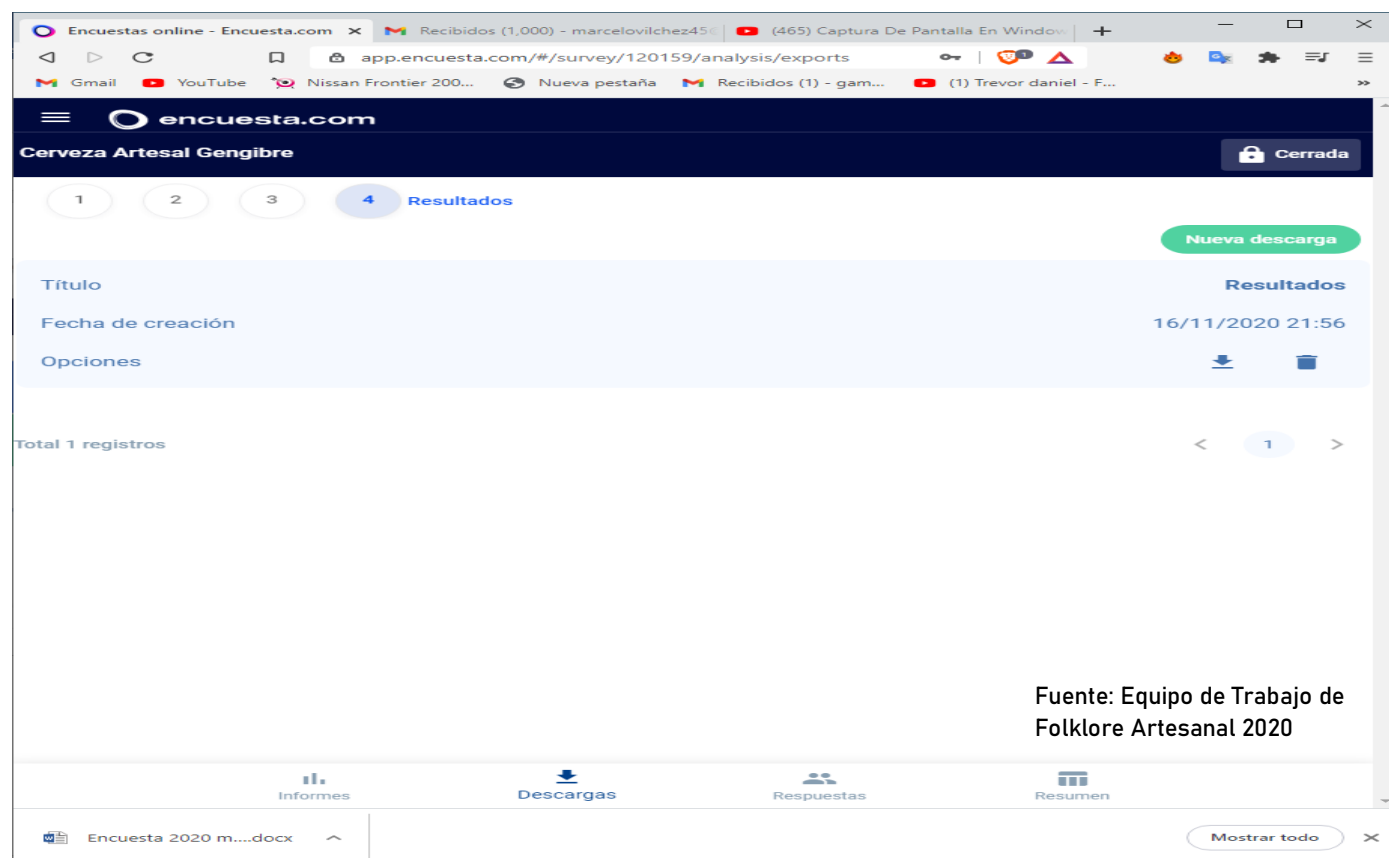 Encuestas online - Encuesta.com
Recibidos (1,000) - marcelovilchez456
(465) Captura De Pantalla En Window
app.encuesta.com/#/survey/120159/analysis/exports
Gmail YouTube Nissan Frontier 200... Nueva pestaña Recibidos (1) - gam... (1) Trevor daniel - F...
encuesta.com
Cerveza Artesal Gengibre Cerrada
1 2 3 4 Resultados
Nueva descarga
Título Resultados
Fecha de creación 16/11/2020 21:56
Opciones
Total 1 registros < 1 >
Fuente: Equipo de Trabajo de
Folklore Artesanal 2020
Informes Descargas Respuestas Resumen
Encuesta 2020 m....docx Mostrar todo